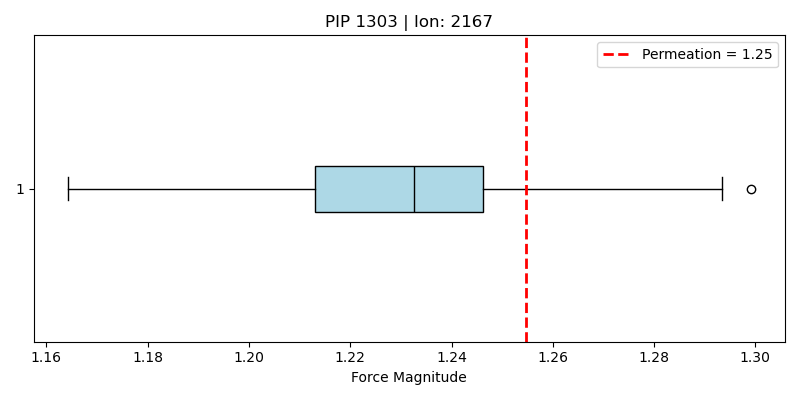 PIP 1303 | Ion: 2167
Permeation = 1.25
1
1.16 1.18 1.20 1.22 1.24 1.26 1.28 1.30
Force Magnitude